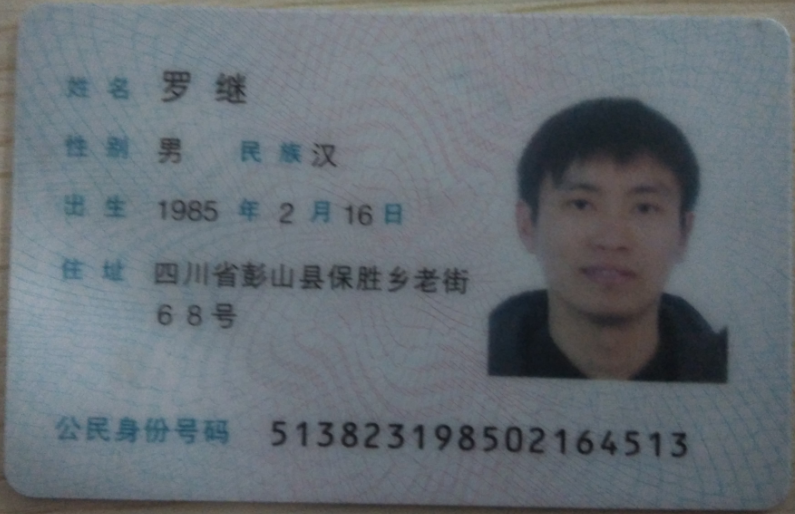 姓名 罗继
性别 男 民族 汉
出生 1985 年 2 月 16 日
住址 四川省彭山县保胜乡老街
68号
公民身份号码 513823198502164513